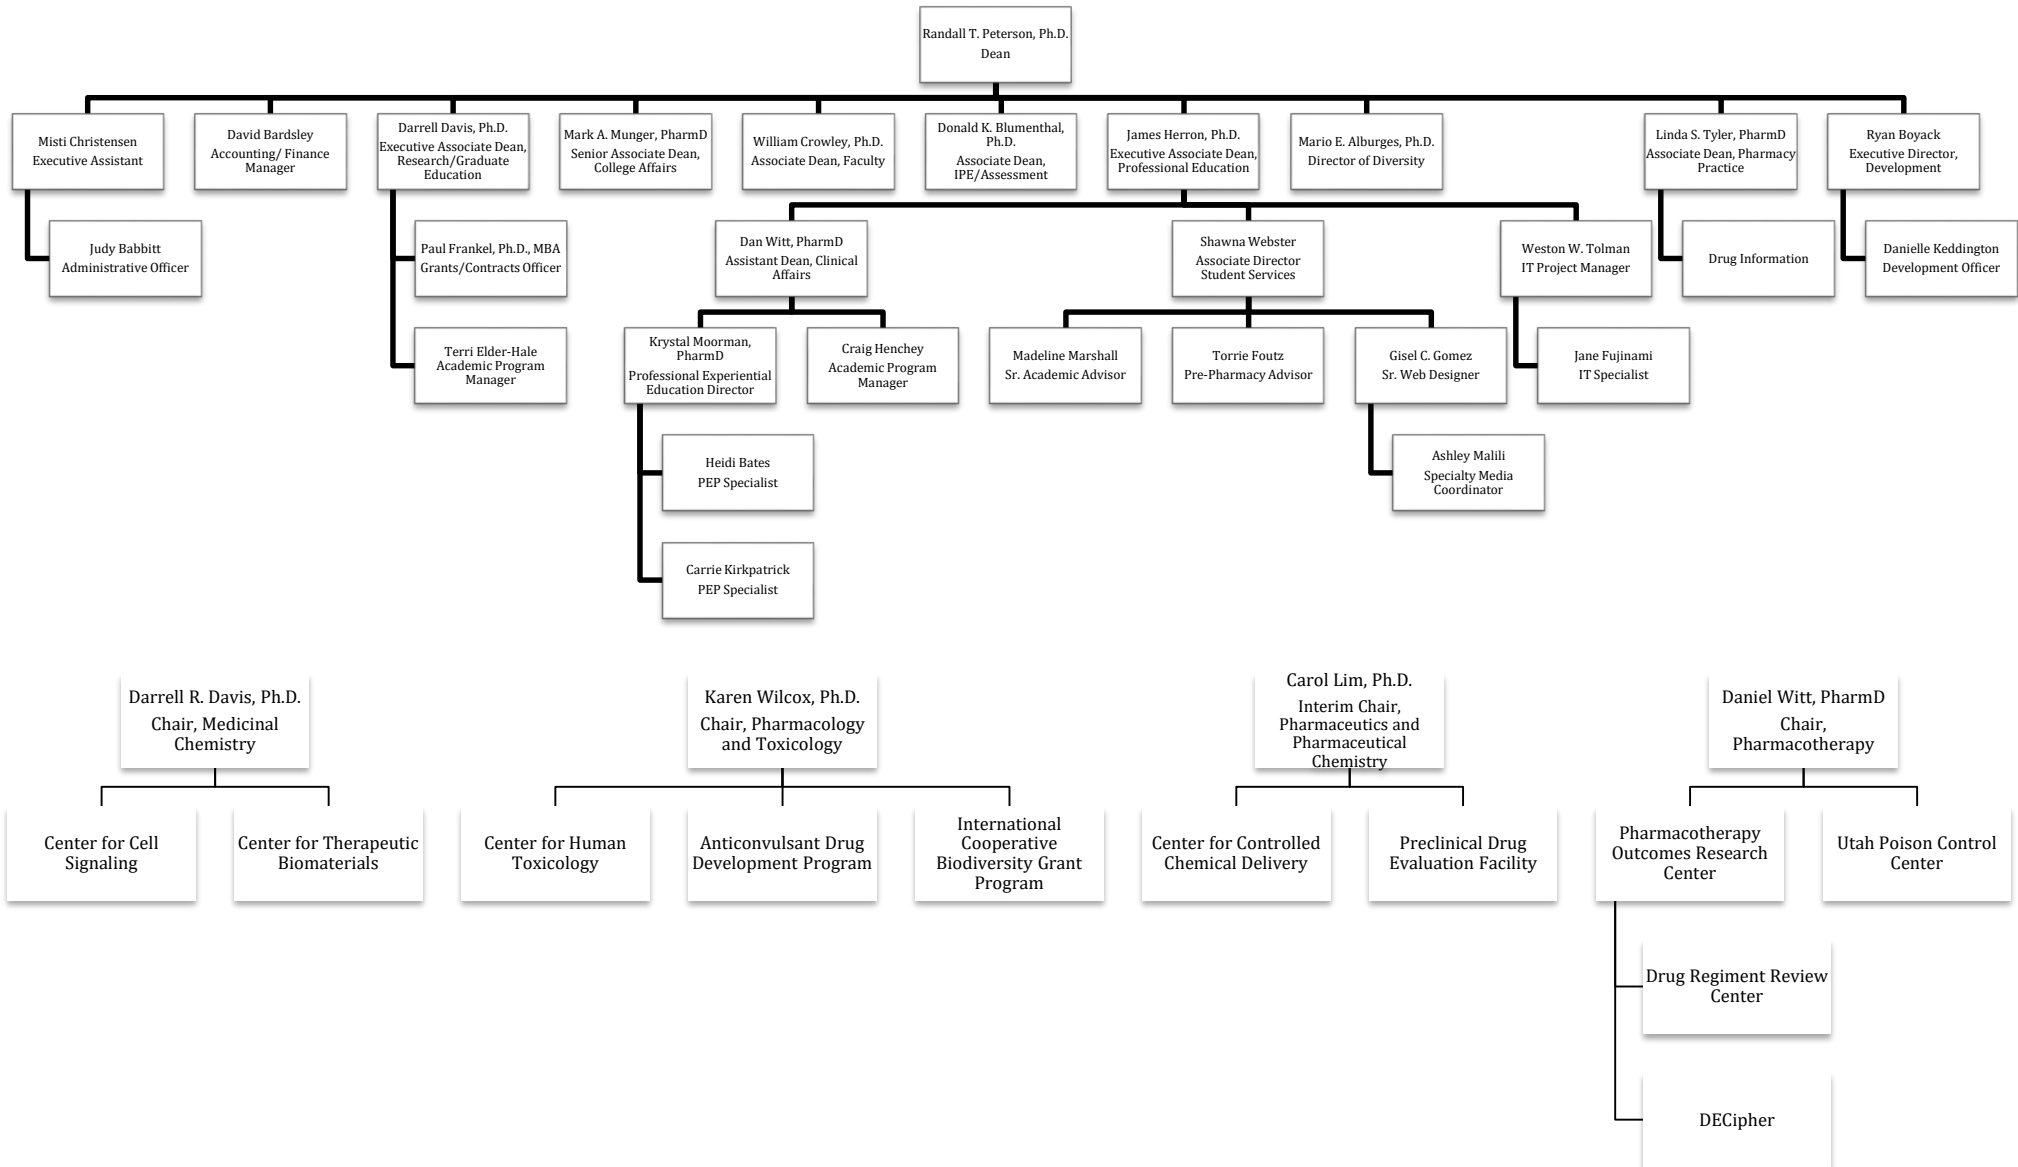 Randall T. Peterson, Ph.D.
Dean
Misti Christensen
Executive Assistant
David Bardsley
Accounting/ Finance
Manager
Darrell Davis, Ph.D.
Executive Associate Dean,
Research/Graduate
Education
Mark A. Munger, PharmD
Senior Associate Dean,
College Affairs
William Crowley, Ph.D.
Associate Dean, Faculty
Donald K. Blumenthal,
Ph.D.
Associate Dean,
IPE/Assessment
James Herron, Ph.D.
Executive Associate Dean,
Professional Education
Mario E. Alburges, Ph.D.
Director of Diversity
Linda S. Tyler, PharmD
Associate Dean, Pharmacy
Practice
Ryan Boyack
Executive Director,
Development
Judy Babbitt
Administrative Officer
Paul Frankel, Ph.D., MBA
Grants/Contracts Officer
Dan Witt, PharmD
Assistant Dean, Clinical
Affairs
Shawna Webster
Associate Director
Student Services
Weston W. Tolman
IT Project Manager
Drug Information
Danielle Keddington
Development Officer
Terri Elder-Hale
Academic Program
Manager
Krystal Moorman,
PharmD
Professional Experiential
Education Director
Craig Henchey
Academic Program
Manager
Madeline Marshall
Sr. Academic Advisor
Torrie Foutz
Pre-Pharmacy Advisor
Gisel C. Gomez
Sr. Web Designer
Jane Fujinami
IT Specialist
Heidi Bates
PEP Specialist
Ashley Malili
Specialty Media
Coordinator
Carrie Kirkpatrick
PEP Specialist
Darrell R. Davis, Ph.D.
Chair, Medicinal
Chemistry
Karen Wilcox, Ph.D.
Chair, Pharmacology
and Toxicology
Carol Lim, Ph.D.
Interim Chair,
Pharmaceutics and
Pharmaceutical
Chemistry
Daniel Witt, PharmD
Chair,
Pharmacotherapy
Center for Cell
Signaling
Center for Therapeutic
Biomaterials
Center for Human
Toxicology
Anticonvulsant Drug
Development Program
International
Cooperative
Biodiversity Grant
Program
Center for Controlled
Chemical Delivery
Preclinical Drug
Evaluation Facility
Pharmacotherapy
Outcomes Research
Center
Utah Poison Control
Center
Drug Regiment Review
Center
DECipher